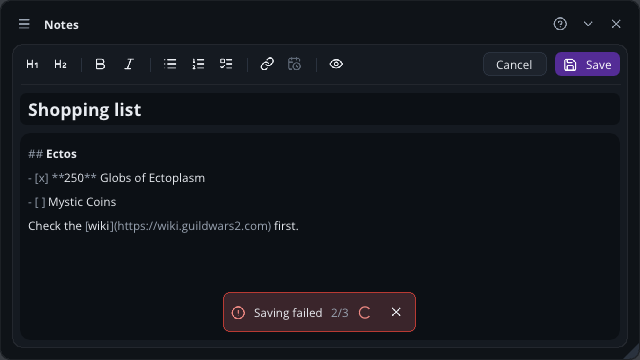 Notes
H1 H2 B I Cancel Save
Shopping list
## Ectos
- [x] **250** Globs of Ectoplasm
- [ ] Mystic Coins
Check the [wiki](https://wiki.guildwars2.com) first.
Saving failed 2/3